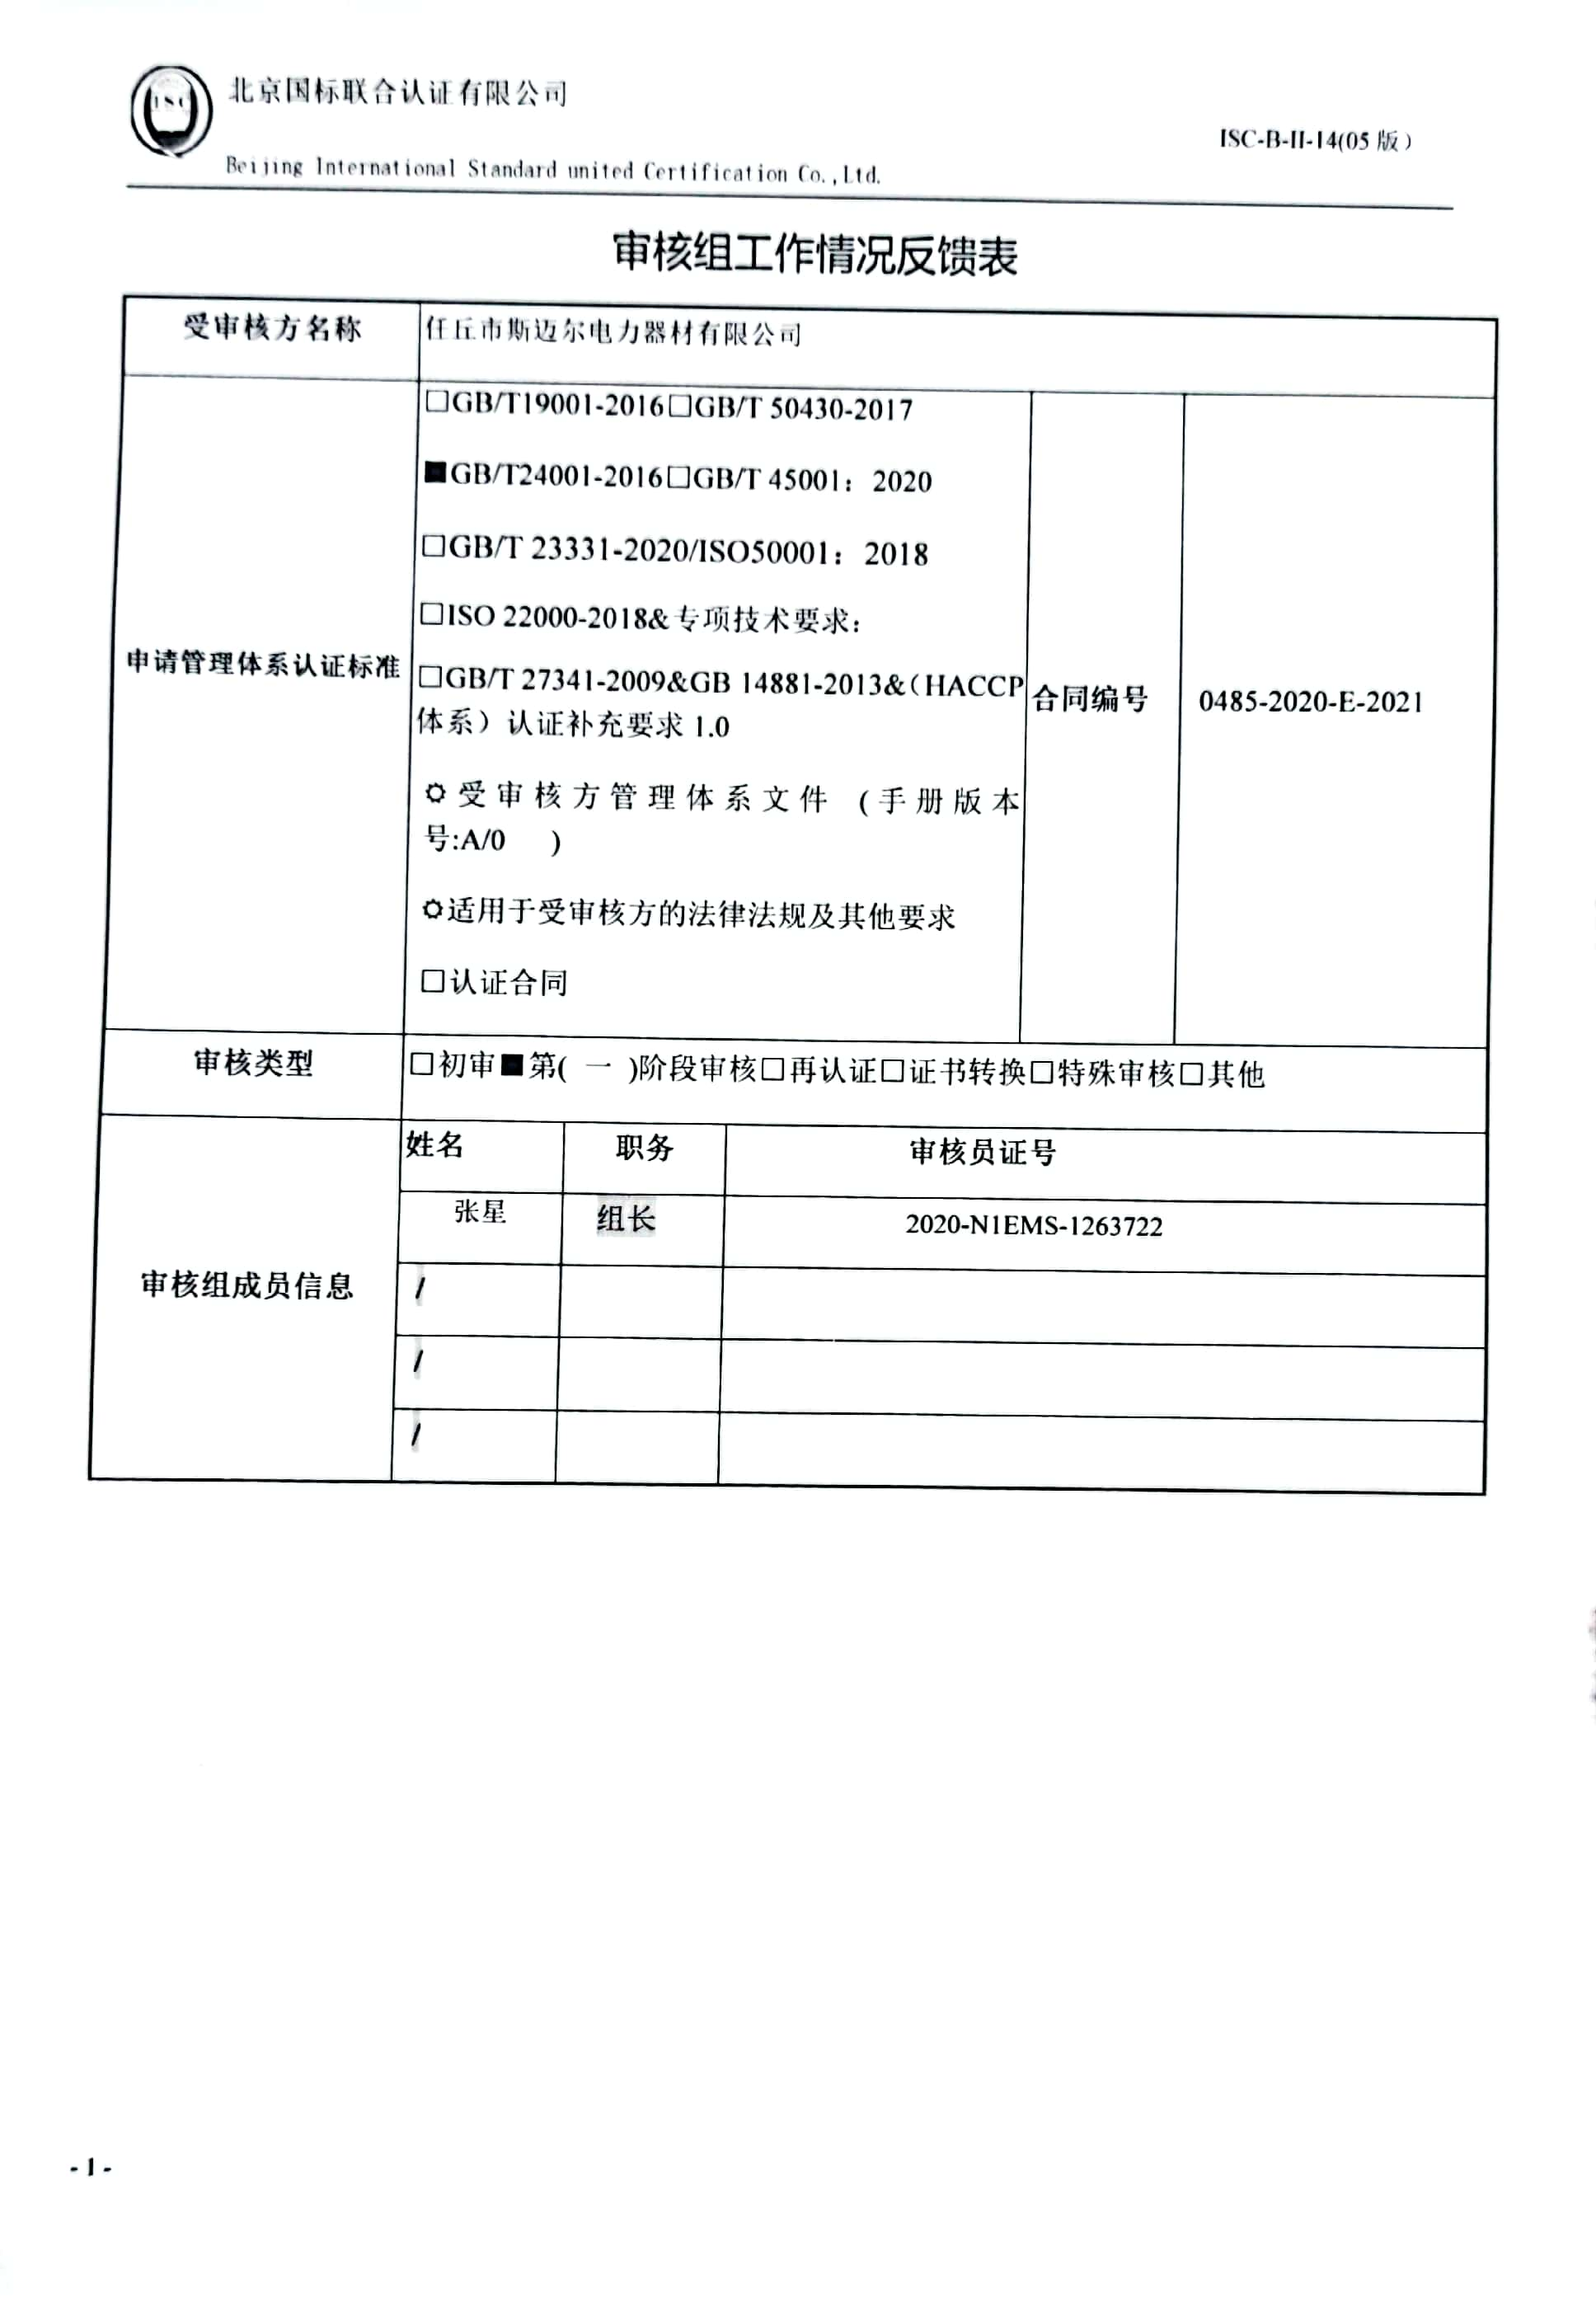 ISC
北京国标联合认证有限公司
ISC-B-II-14(05 版)
Beijing International Standard united Certification Co.,Ltd.
审核组工作情况反馈表
受审核方名称
任丘市斯迈尔电力器材有限公司
申请管理体系认证标准
□GB/T19001-2016□GB/T 50430-2017
■GB/T24001-2016□GB/T 45001：2020
□GB/T 23331-2020/ISO50001：2018
□ISO 22000-2018&专项技术要求：
□GB/T 27341-2009&GB 14881-2013&（HACCP
体系）认证补充要求 1.0
✿受审核方管理体系文件 (手册版本
号:A/0 )
✿适用于受审核方的法律法规及其他要求
□认证合同
合同编号
0485-2020-E-2021
审核类型
□初审■第( 一 )阶段审核□再认证□证书转换□特殊审核□其他
审核组成员信息
姓名 职务 审核员证号
张星 组长 2020-N1EMS-1263722
/
/
/
- 1 -